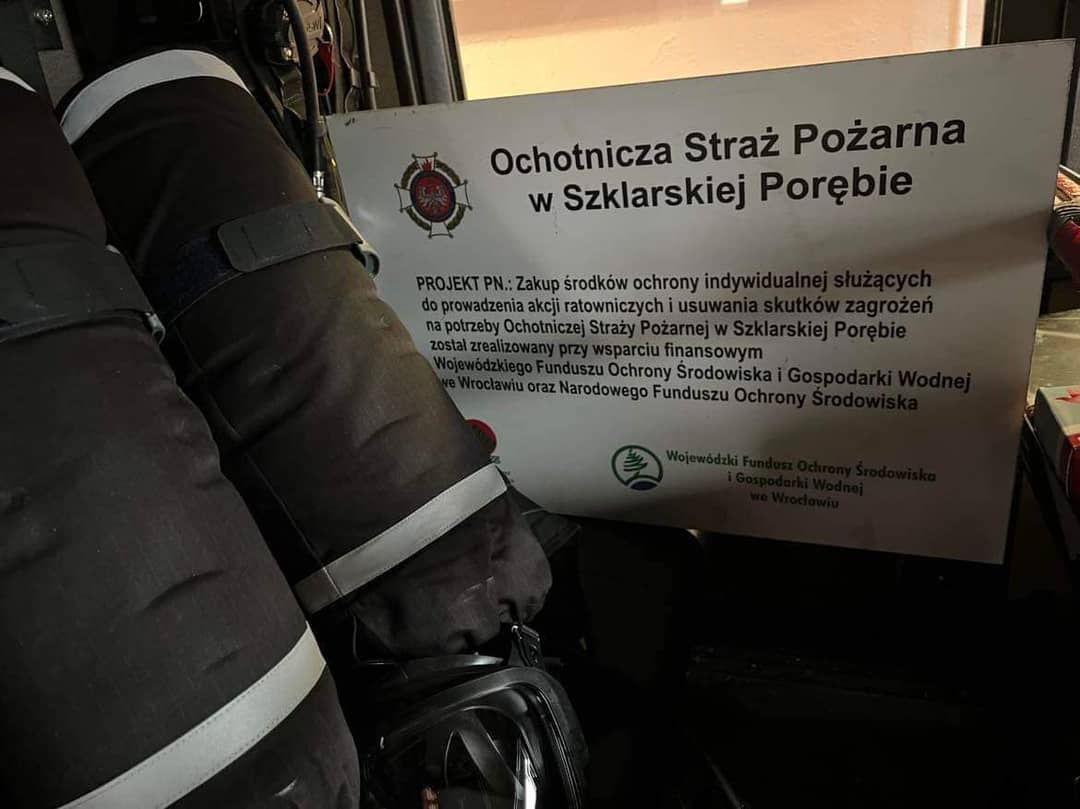 Ochotnicza Straż Pożarna
w Szklarskiej Porębie
PROJEKT PN.: Zakup środków ochrony indywidualnej służących
do prowadzenia akcji ratowniczych i usuwania skutków zagrożeń
na potrzeby Ochotniczej Straży Pożarnej w Szklarskiej Porębie
został zrealizowany przy wsparciu finansowym
Wojewódzkiego Funduszu Ochrony Środowiska i Gospodarki Wodnej
we Wrocławiu oraz Narodowego Funduszu Ochrony Środowiska
Wojewódzki Fundusz Ochrony Środowiska
i Gospodarki Wodnej
we Wrocławiu